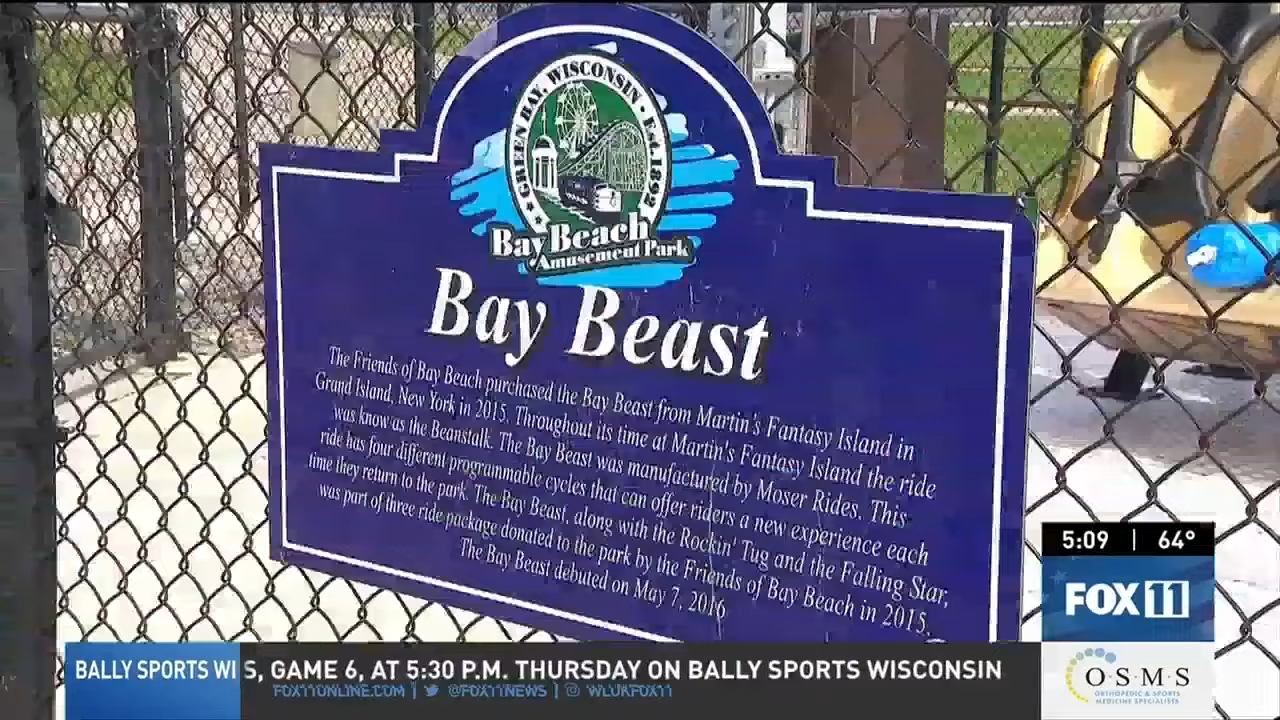 GREEN BAY, WISCONSIN • Est. 1892
Bay Beach
Amusement Park
Bay Beast
The Friends of Bay Beach purchased the Bay Beast from Martin's Fantasy Island in
Grand Island, New York in 2015. Throughout its time at Martin's Fantasy Island the ride
was know as the Beanstalk. The Bay Beast was manufactured by Moser Rides. This
ride has four different programmable cycles that can offer riders a new experience each
time they return to the park. The Bay Beast, along with the Rockin' Tug and the Falling Star,
was part of three ride package donated to the park by the Friends of Bay Beach in 2015.
The Bay Beast debuted on May 7, 2016
5:09 | 64°
FOX 11
BALLY SPORTS WI S, GAME 6, AT 5:30 P.M. THURSDAY ON BALLY SPORTS WISCONSIN
FOX11ONLINE.COM | @FOX11NEWS | WLUKFOX11
O·S·M·S
ORTHOPEDIC & SPORTS
MEDICINE SPECIALISTS